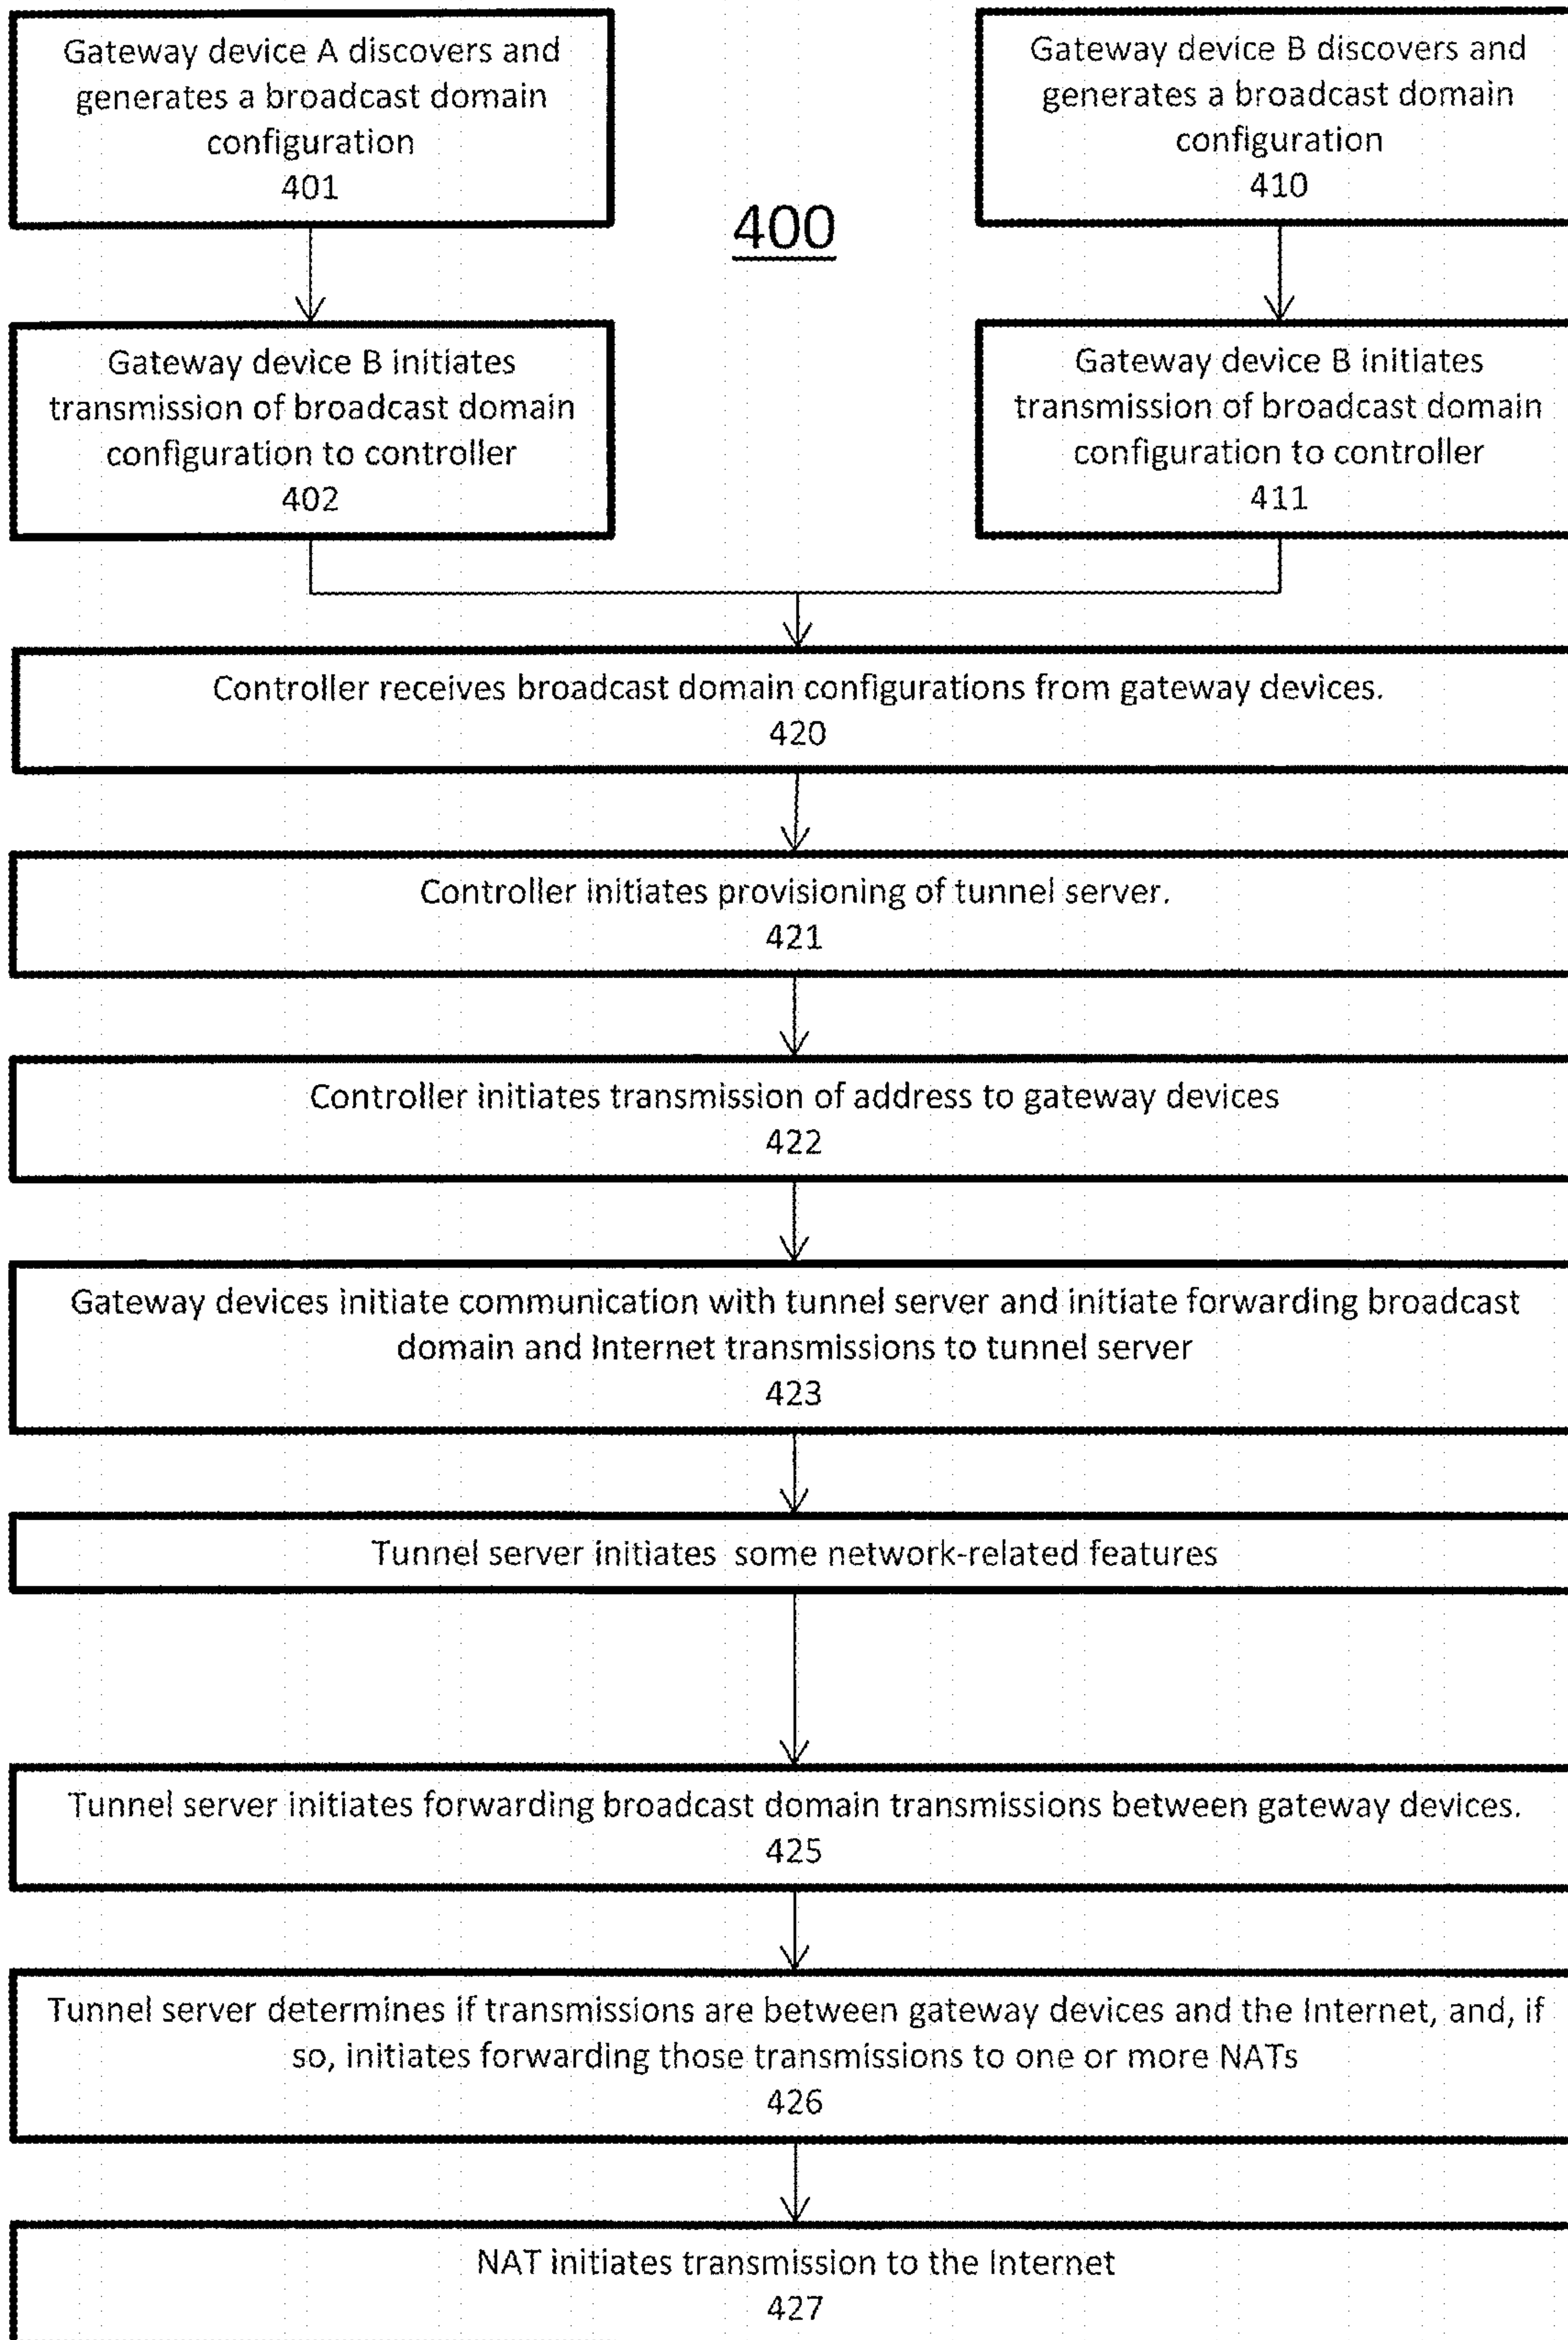 Gateway device A discovers and
generates a broadcast domain
configuration
401
Gateway device B discovers and
generates a broadcast domain
configuration
410
400
Gateway device B initiates
transmission of broadcast domain
configuration to controller
402
Gateway device B initiates
transmission of broadcast domain
configuration to controller
411
Controller receives broadcast domain configurations from gateway devices.
420
Controller initiates provisioning of tunnel server.
421
Controller initiates transmission of address to gateway devices
422
Gateway devices initiate communication with tunnel server and initiate forwarding broadcast
domain and Internet transmissions to tunnel server
423
Tunnel server initiates some network-related features
Tunnel server initiates forwarding broadcast domain transmissions between gateway devices.
425
Tunnel server determines if transmissions are between gateway devices and the Internet, and, if
so, initiates forwarding those transmissions to one or more NATs
426
NAT initiates transmission to the Internet
427